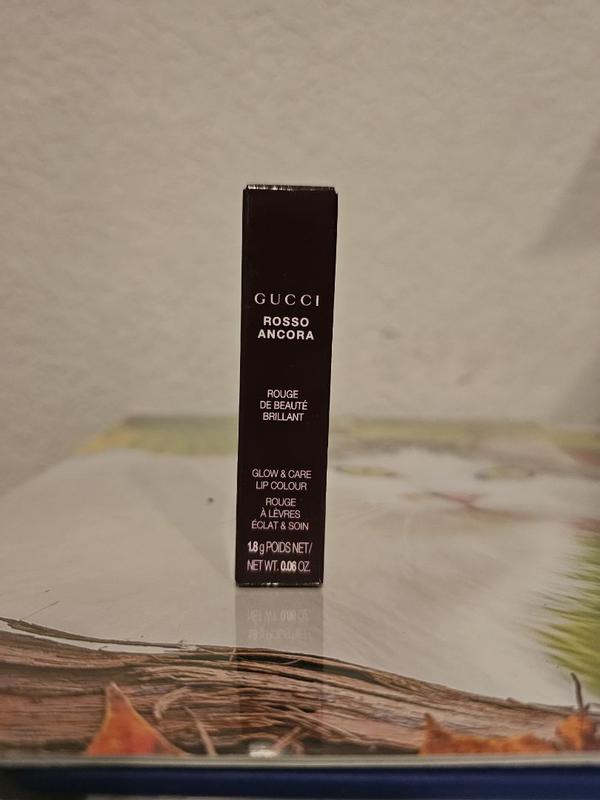 GUCCI
ROSSO
ANCORA
ROUGE
DE BEAUTÉ
BRILLANT
GLOW & CARE
LIP COLOUR
ROUGE
À LÈVRES
ÉCLAT & SOIN
1.8 g POIDS NET/
NET WT. 0.06 OZ.